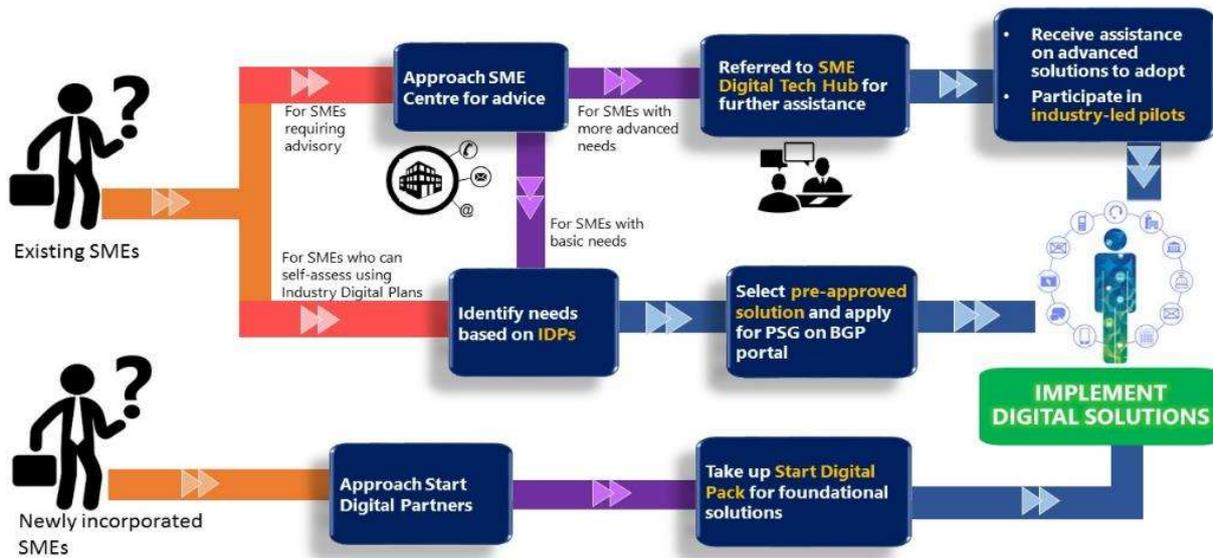 Existing SMEs
For SMEs
requiring
advisory
Approach SME
Centre for advice
@
For SMEs with
more advanced
needs
Referred to SME
Digital Tech Hub for
further assistance
• Receive assistance
on advanced
solutions to adopt
• Participate in
industry-led pilots
For SMEs with
basic needs
For SMEs who can
self-assess using
Industry Digital Plans
Identify needs
based on IDPs
Select pre-approved
solution and apply
for PSG on BGP
portal
IMPLEMENT
DIGITAL SOLUTIONS
?
?
Newly incorporated
SMEs
Approach Start
Digital Partners
Take up Start Digital
Pack for foundational
solutions